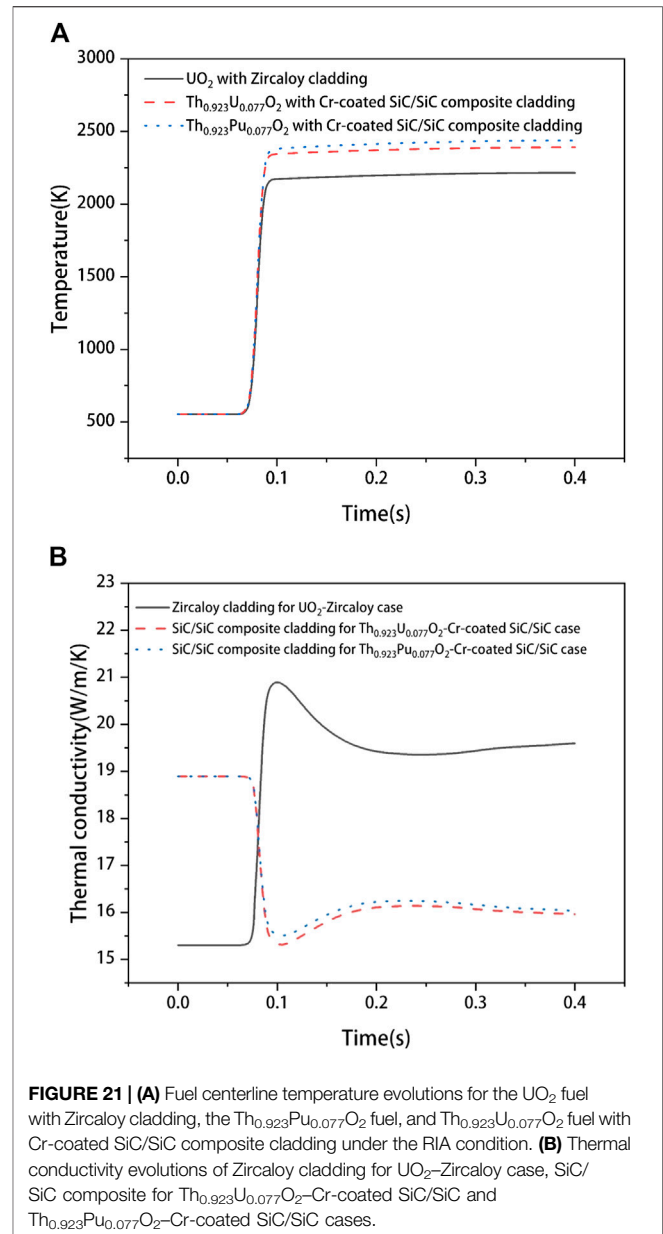 A
3000
2500
2000
1500
1000
500
Temperature(K)
UO₂ with Zircaloy cladding
Th₀.₉₂₃U₀.₀₇₇O₂ with Cr-coated SiC/SiC composite cladding
Th₀.₉₂₃Pu₀.₀₇₇O₂ with Cr-coated SiC/SiC composite cladding
0.0 0.1 0.2 0.3 0.4
Time(s)
B
23
22
21
20
19
18
17
16
15
Thermal conductivity(W/m/K)
Zircaloy cladding for UO₂-Zircaloy case
SiC/SiC composite cladding for Th₀.₉₂₃U₀.₀₇₇O₂-Cr-coated SiC/SiC case
SiC/SiC composite cladding for Th₀.₉₂₃Pu₀.₀₇₇O₂-Cr-coated SiC/SiC case
0.0 0.1 0.2 0.3 0.4
Time(s)
FIGURE 21 | (A) Fuel centerline temperature evolutions for the UO₂ fuel
with Zircaloy cladding, the Th₀.₉₂₃Pu₀.₀₇₇O₂ fuel, and Th₀.₉₂₃U₀.₀₇₇O₂ fuel with
Cr-coated SiC/SiC composite cladding under the RIA condition. (B) Thermal
conductivity evolutions of Zircaloy cladding for UO₂–Zircaloy case, SiC/
SiC composite for Th₀.₉₂₃U₀.₀₇₇O₂–Cr-coated SiC/SiC and
Th₀.₉₂₃Pu₀.₀₇₇O₂–Cr-coated SiC/SiC cases.